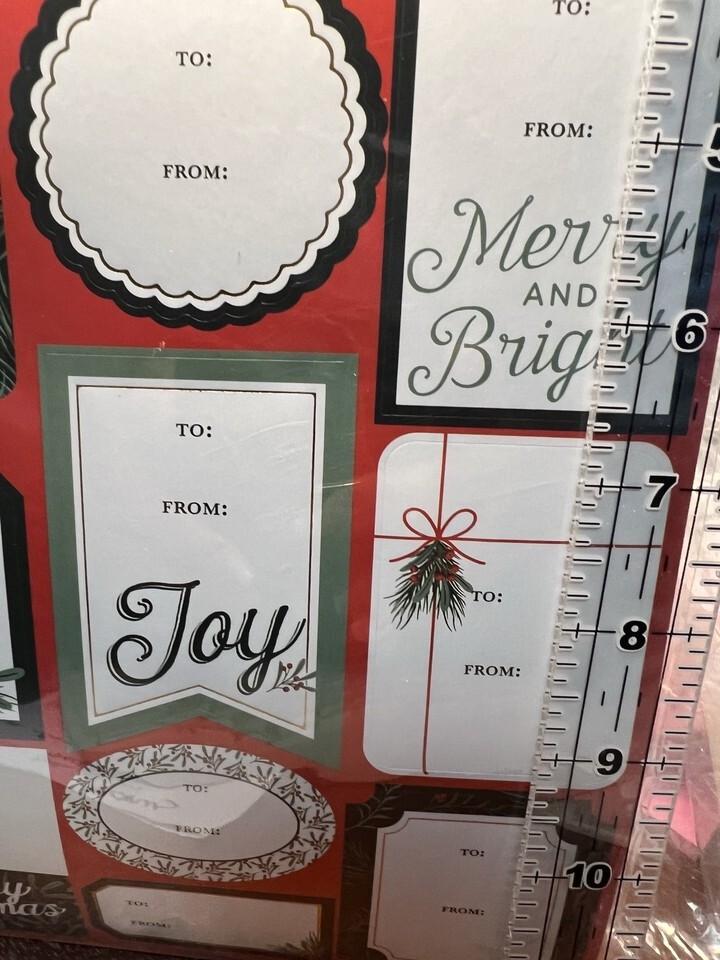 TO:
FROM:
TO:
FROM:
Merry
AND
Bright
TO:
FROM:
Joy
TO:
FROM:
TO:
FROM:
TO:
FROM:
TO:
FROM:
5
6
7
8
9
10